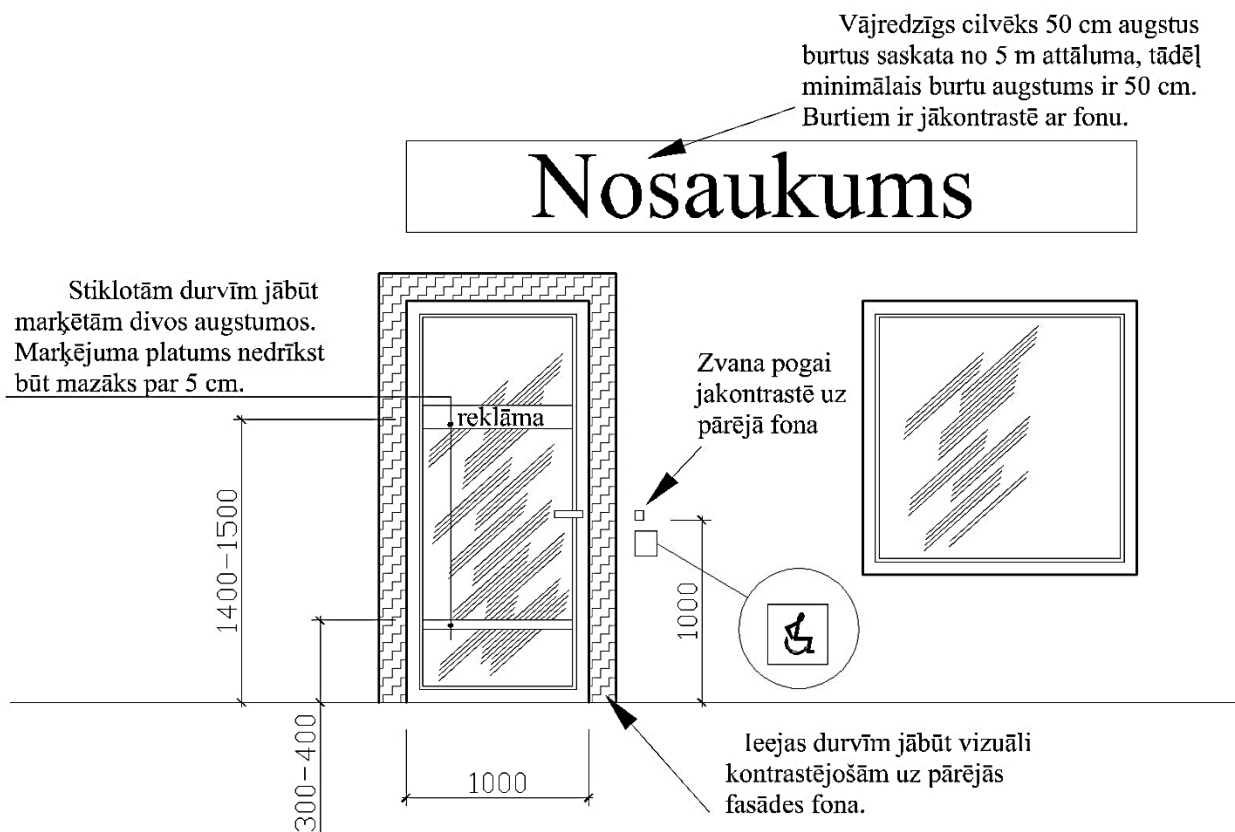 Vājredzīgs cilvēks 50 cm augstus
burtus saskata no 5 m attāluma, tādēļ
minimālais burtu augstums ir 50 cm.
Burtiem ir jākontrastē ar fonu.
Nosaukums
Stiklotām durvīm jābūt
marķētām divos augstumos.
Marķējuma platums nedrīkst
būt mazāks par 5 cm.
Zvana pogai
jakontrastē uz
pārējā fona
reklāma
1400-1500
1000
300-400
1000
Ieejas durvīm jābūt vizuāli
kontrastējošām uz pārējās
fasādes fona.